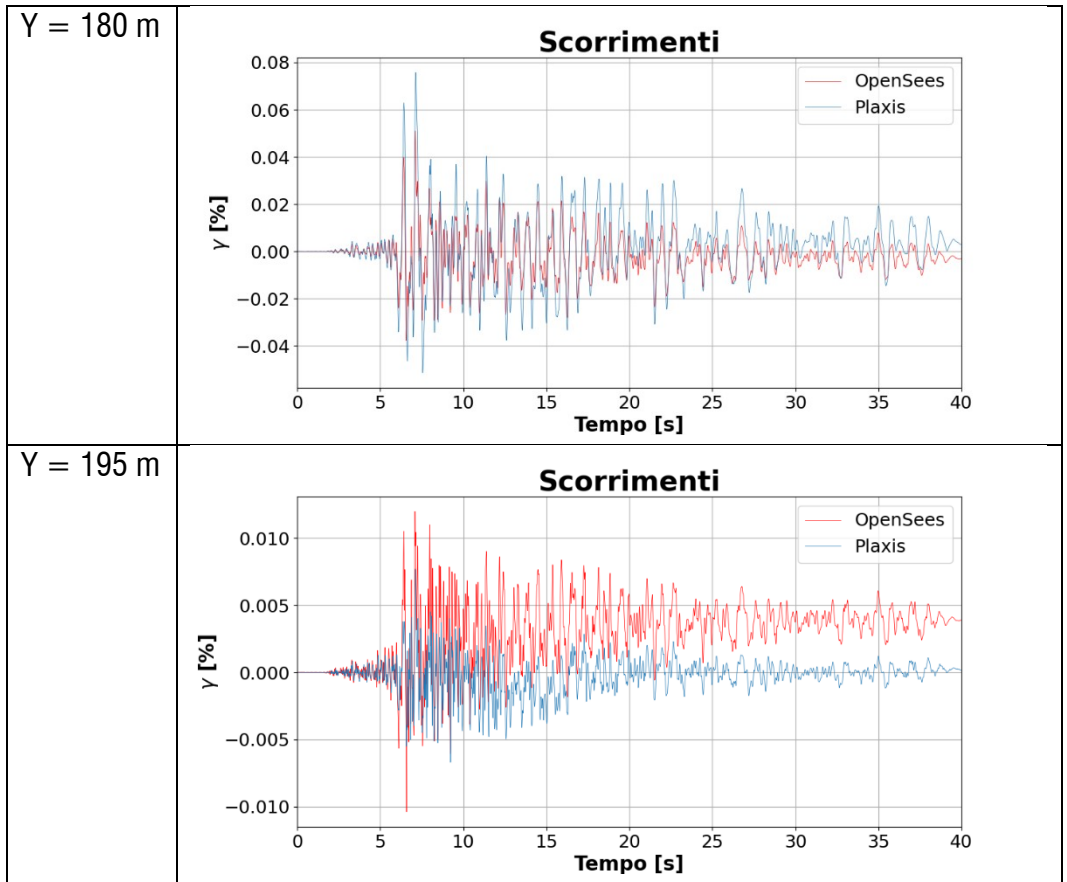 Y = 180 m
Scorrimenti
OpenSees
Plaxis
γ [%]
0.08
0.06
0.04
0.02
0.00
−0.02
−0.04
0 5 10 15 20 25 30 35 40
Tempo [s]
Y = 195 m
Scorrimenti
OpenSees
Plaxis
γ [%]
0.010
0.005
0.000
−0.005
−0.010
0 5 10 15 20 25 30 35 40
Tempo [s]